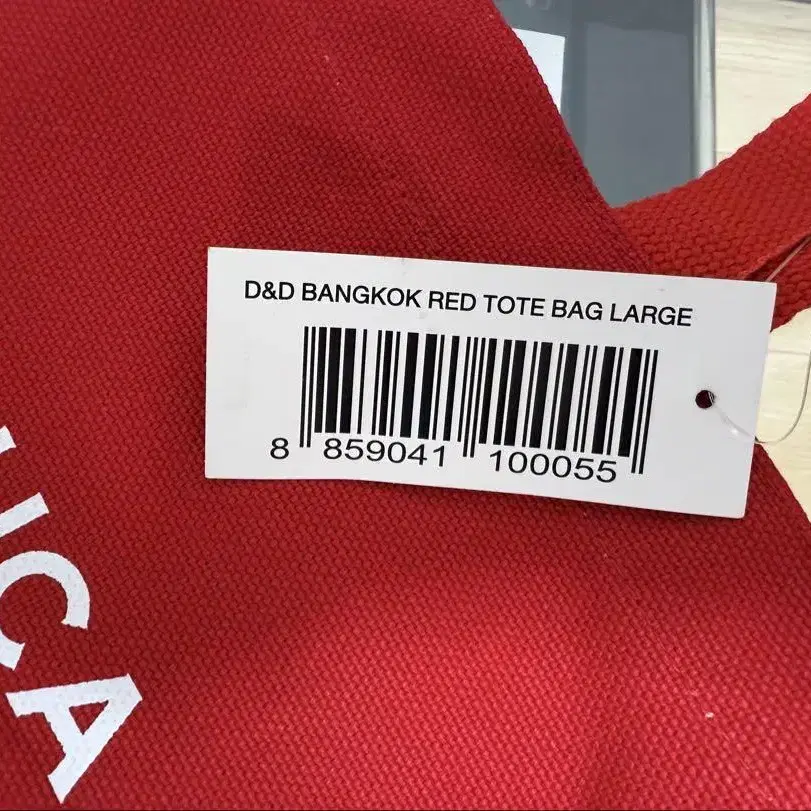 D&D BANGKOK RED TOTE BAG LARGE
8 859041 100055
ICA